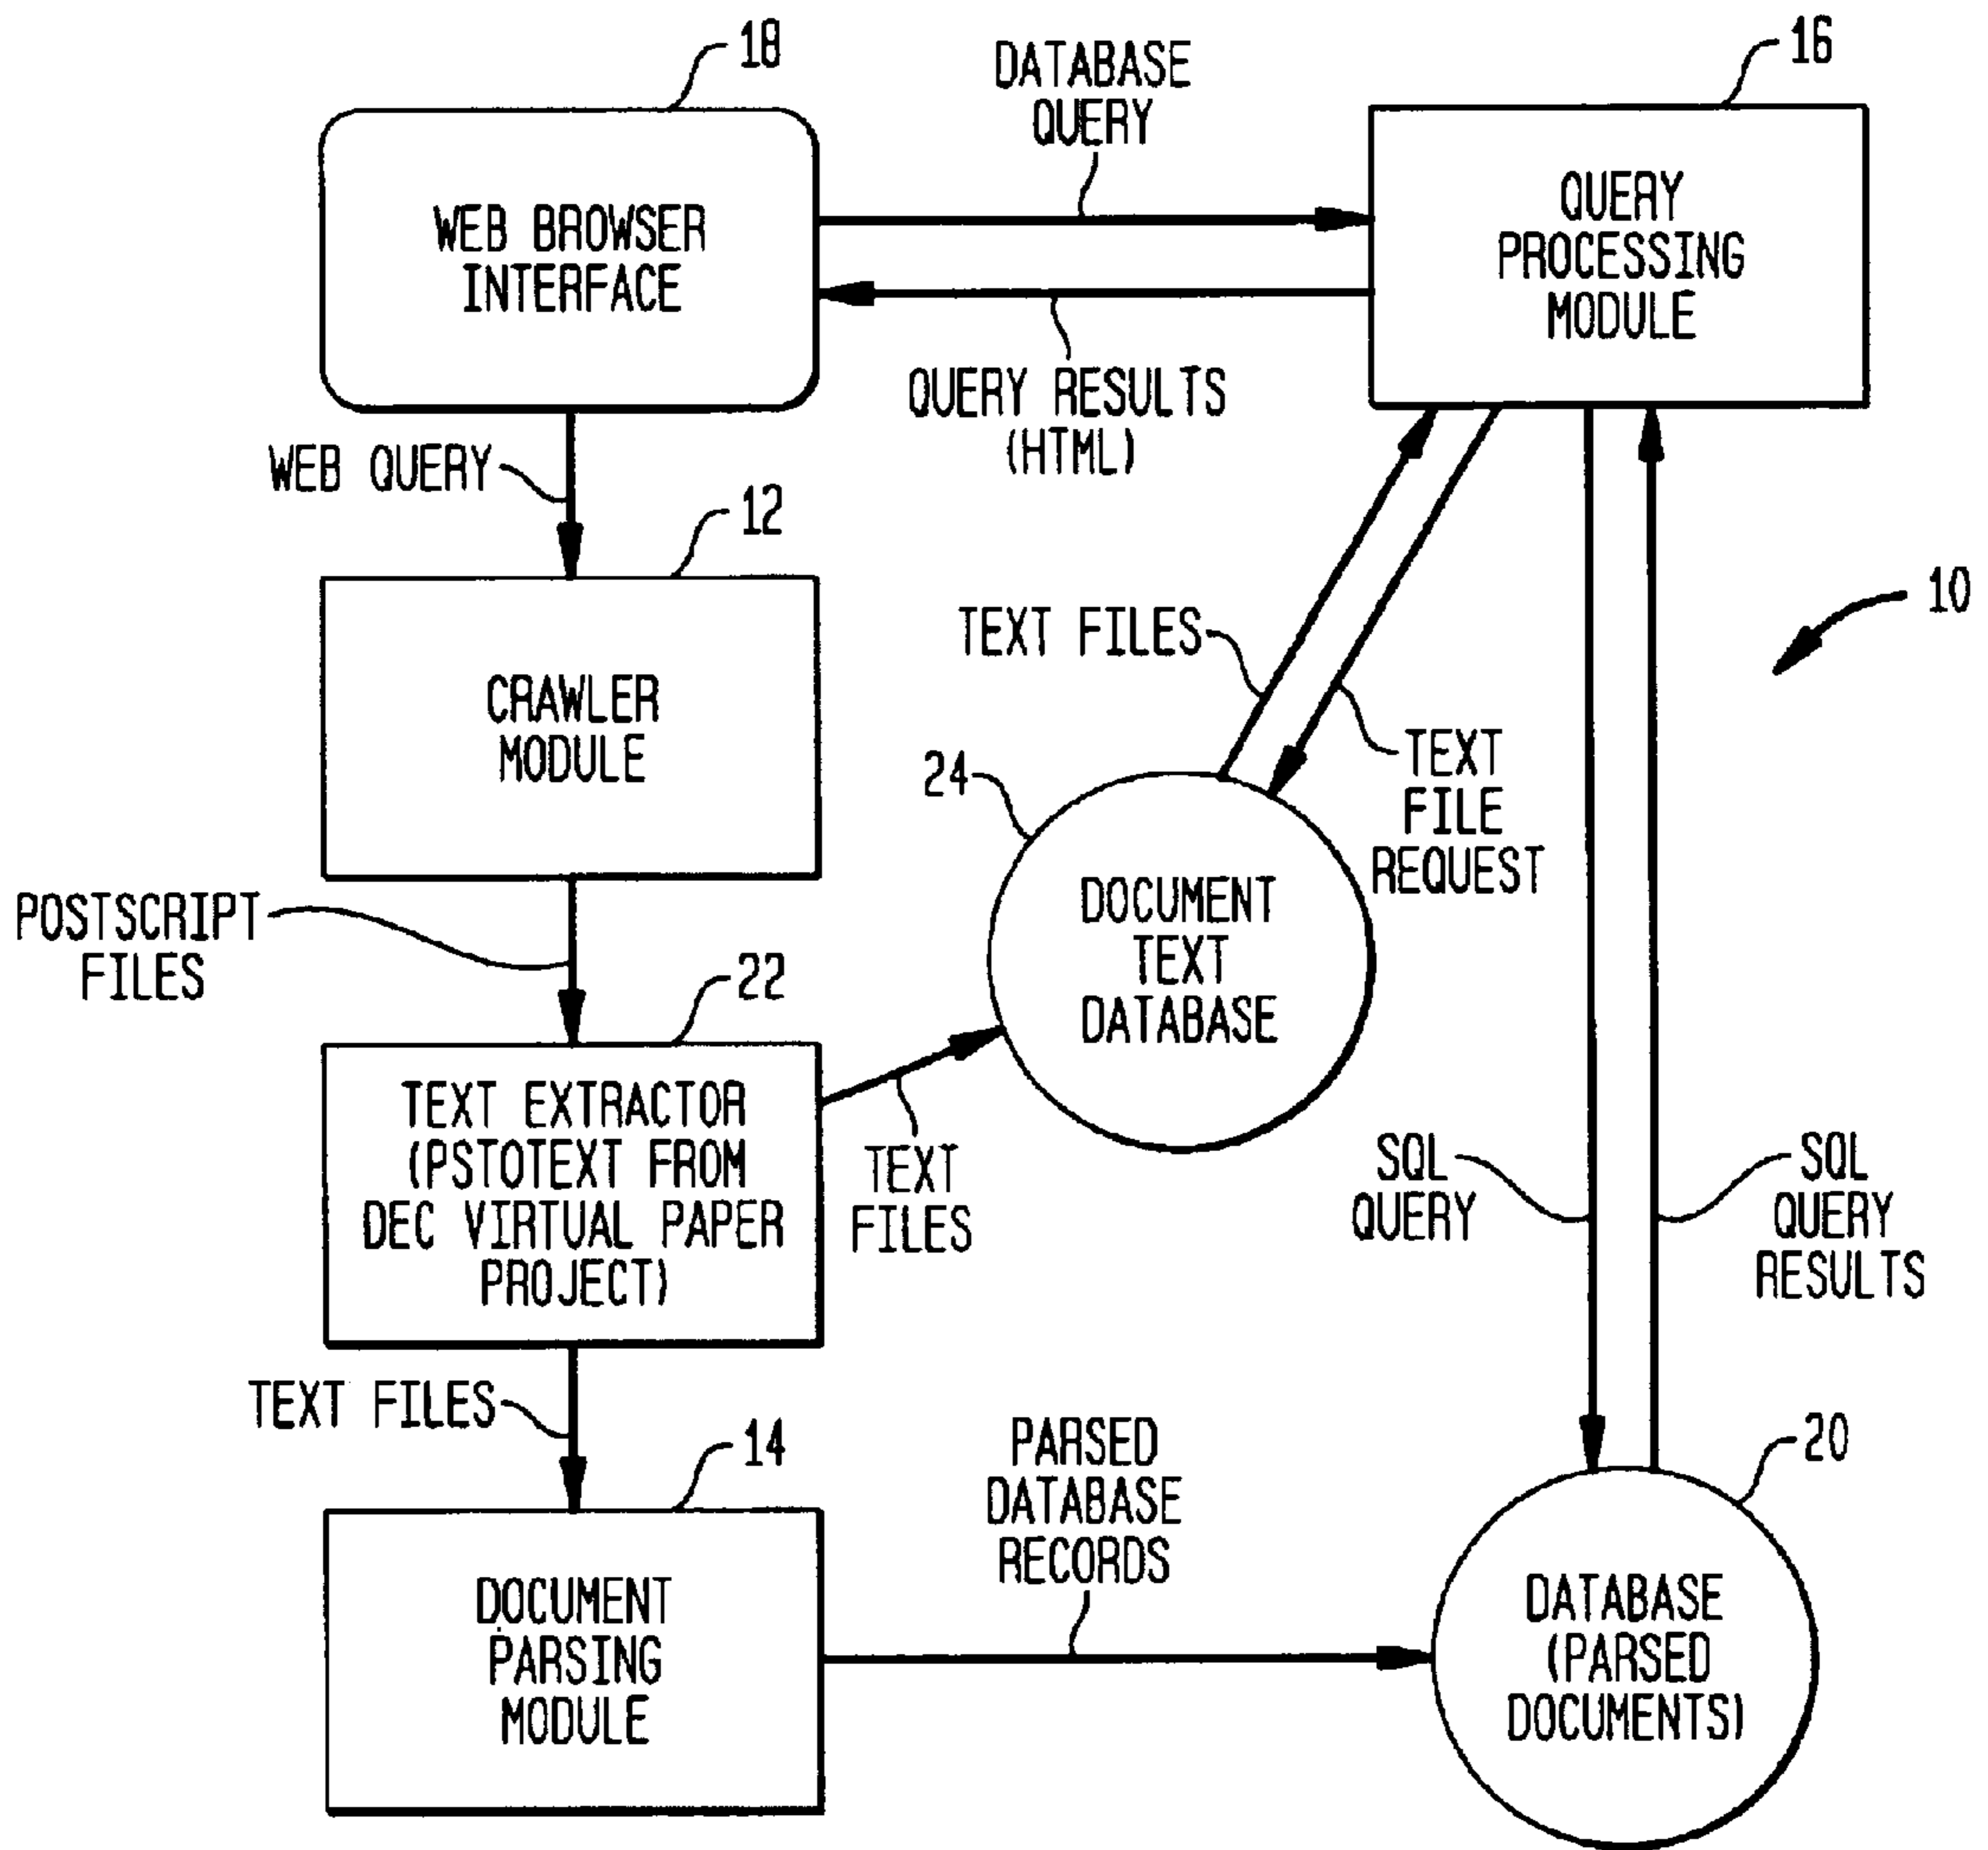 18
DATABASE
QUERY
16
WEB BROWSER
INTERFACE
QUERY
PROCESSING
MODULE
QUERY RESULTS
(HTML)
WEB QUERY
12
10
CRAWLER
MODULE
TEXT FILES
TEXT
FILE
REQUEST
24
DOCUMENT
TEXT
DATABASE
POSTSCRIPT
FILES
22
TEXT EXTRACTOR
(PSTOTEXT FROM
DEC VIRTUAL PAPER
PROJECT)
TEXT
FILES
SQL
QUERY
SQL
QUERY
RESULTS
TEXT FILES
14
PARSED
DATABASE
RECORDS
20
DOCUMENT
PARSING
MODULE
DATABASE
(PARSED
DOCUMENTS)